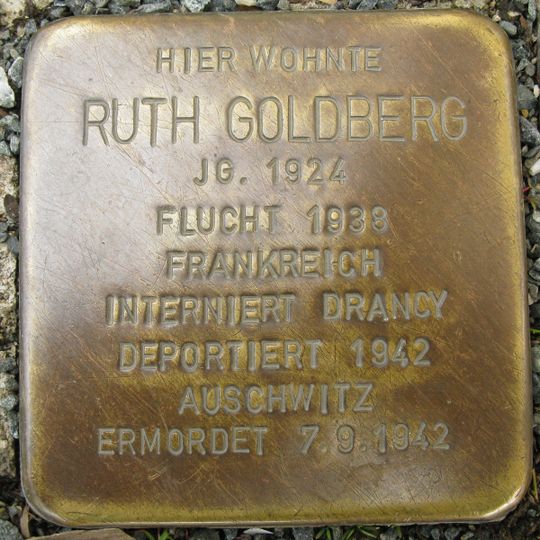 HIER WOHNTE
RUTH GOLDBERG
JG. 1924
FLUCHT 1938
FRANKREICH
INTERNIERT DRANCY
DEPORTIERT 1942
AUSCHWITZ
ERMORDET 7.9.1942